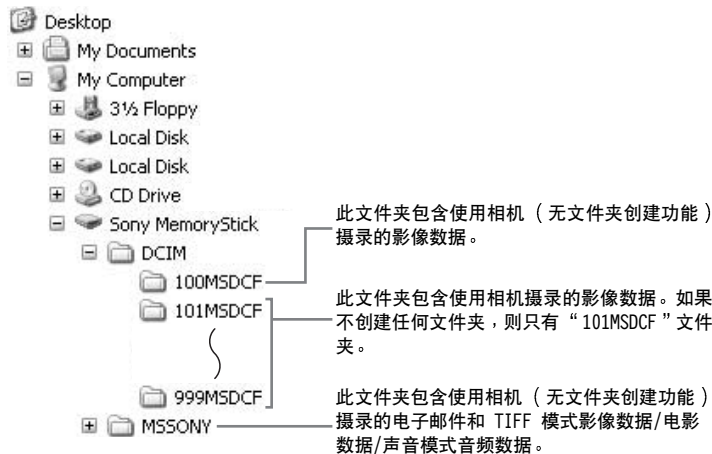 Desktop
My Documents
My Computer
3½ Floppy
Local Disk
Local Disk
CD Drive
Sony MemoryStick
DCIM
100MSDCF
101MSDCF
999MSDCF
MSSONY
此文件夹包含使用相机（无文件夹创建功能）
摄录的影像数据。
此文件夹包含使用相机摄录的影像数据。如果
不创建任何文件夹，则只有“101MSDCF”文件
夹。
此文件夹包含使用相机（无文件夹创建功能）
摄录的电子邮件和 TIFF 模式影像数据/电影
数据/声音模式音频数据。